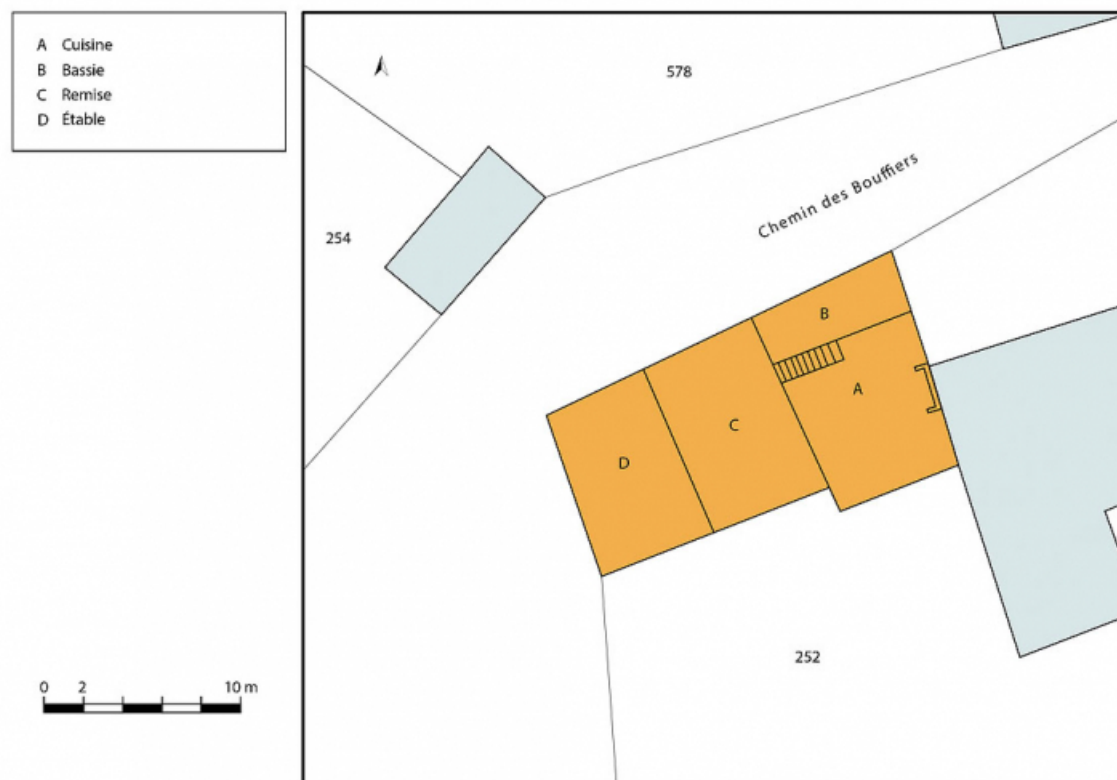 A Cuisine
B Bassie
C Remise
D Étable
578
Chemin des Bouffiers
254
B
A
C
D
252
0 2 10 m